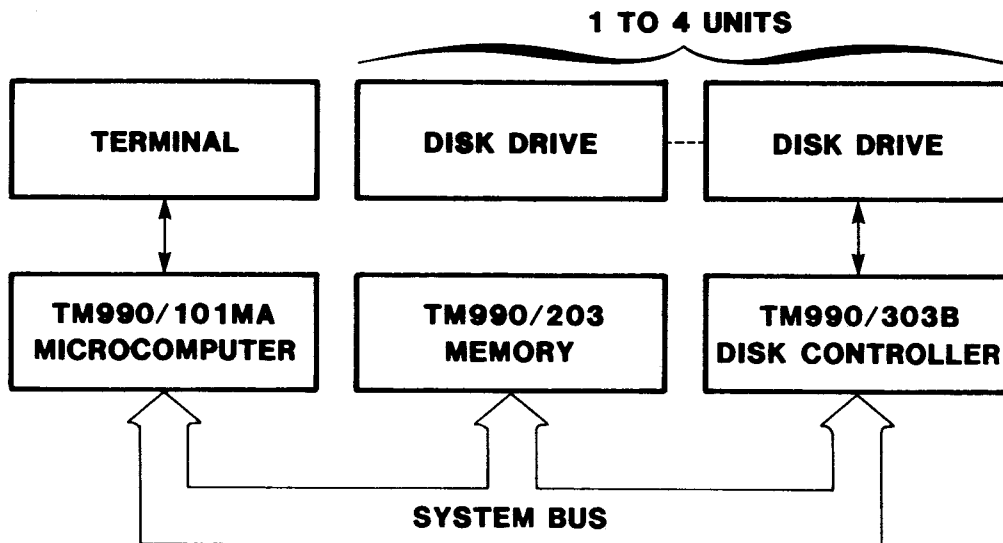 1 TO 4 UNITS
TERMINAL
DISK DRIVE
DISK DRIVE
TM990/101MA
MICROCOMPUTER
TM990/203
MEMORY
TM990/303B
DISK CONTROLLER
SYSTEM BUS